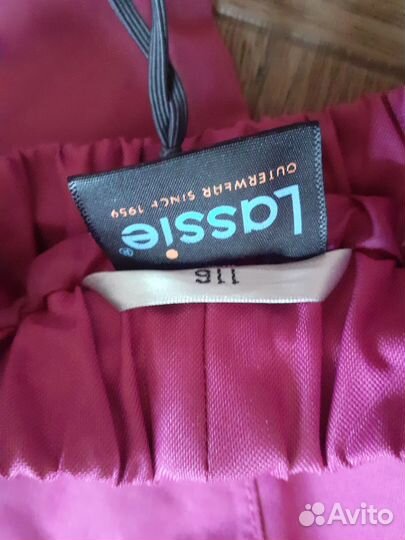 Lassie®
OUTERWEAR SINCE 1959
116
Avito